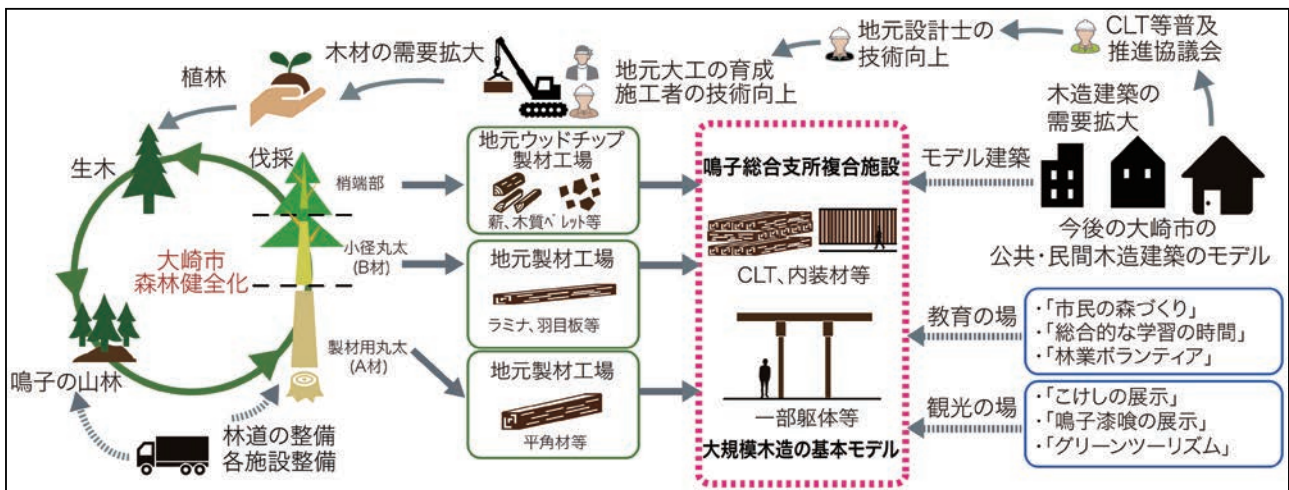 木材の需要拡大
植林
地元大工の育成
施工者の技術向上
地元設計士の
技術向上
CLT等普及
推進協議会
木造建築の
需要拡大
モデル建築
今後の大崎市の
公共・民間木造建築のモデル
生木
伐採
大崎市
森林健全化
鳴子の山林
林道の整備
各施設整備
梢端部
小径丸太
(B材)
製材用丸太
(A材)
地元ウッドチップ
製材工場
薪、木質ペレット等
地元製材工場
ラミナ、羽目板等
地元製材工場
平角材等
鳴子総合支所複合施設
CLT、内装材等
一部躯体等
大規模木造の基本モデル
教育の場
・「市民の森づくり」
・「総合的な学習の時間」
・「林業ボランティア」
観光の場
・「こけしの展示」
・「鳴子漆喰の展示」
・「グリーンツーリズム」